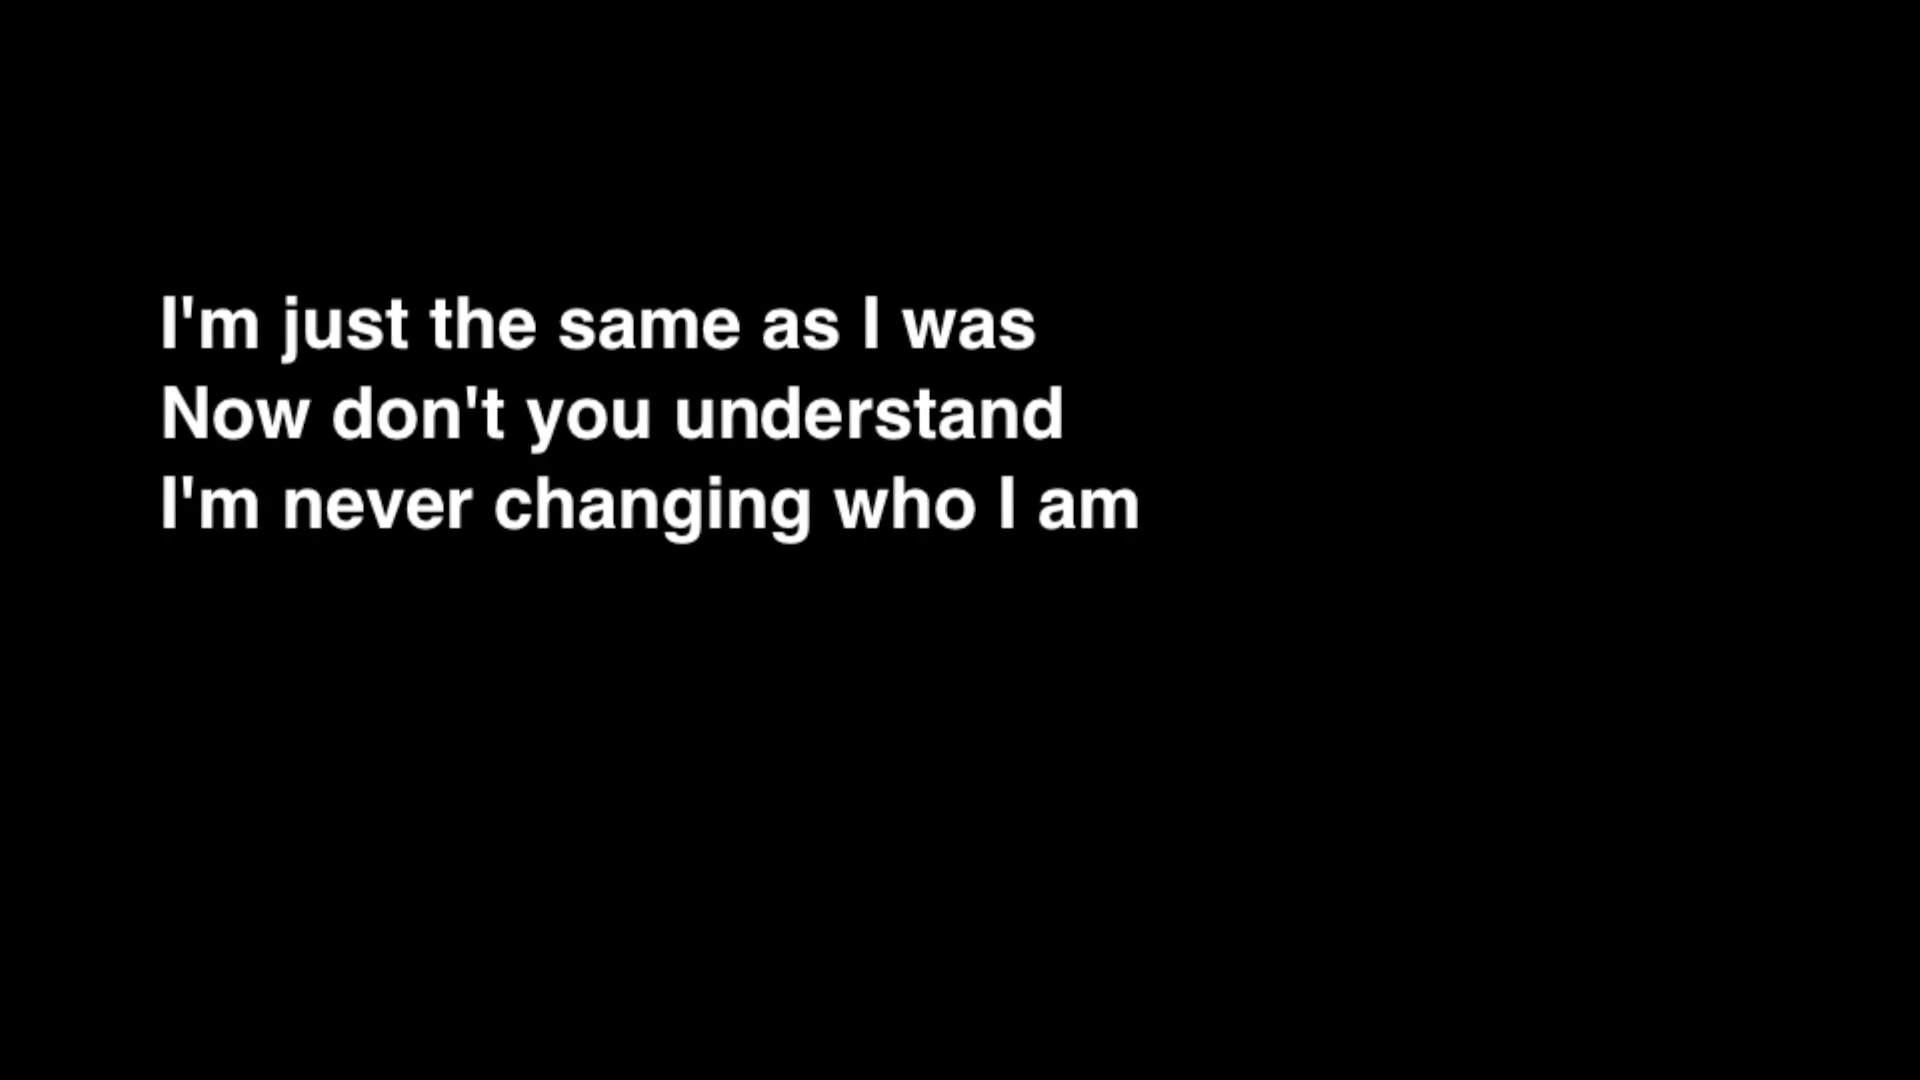 I'm just the same as I was
Now don't you understand
I'm never changing who I am